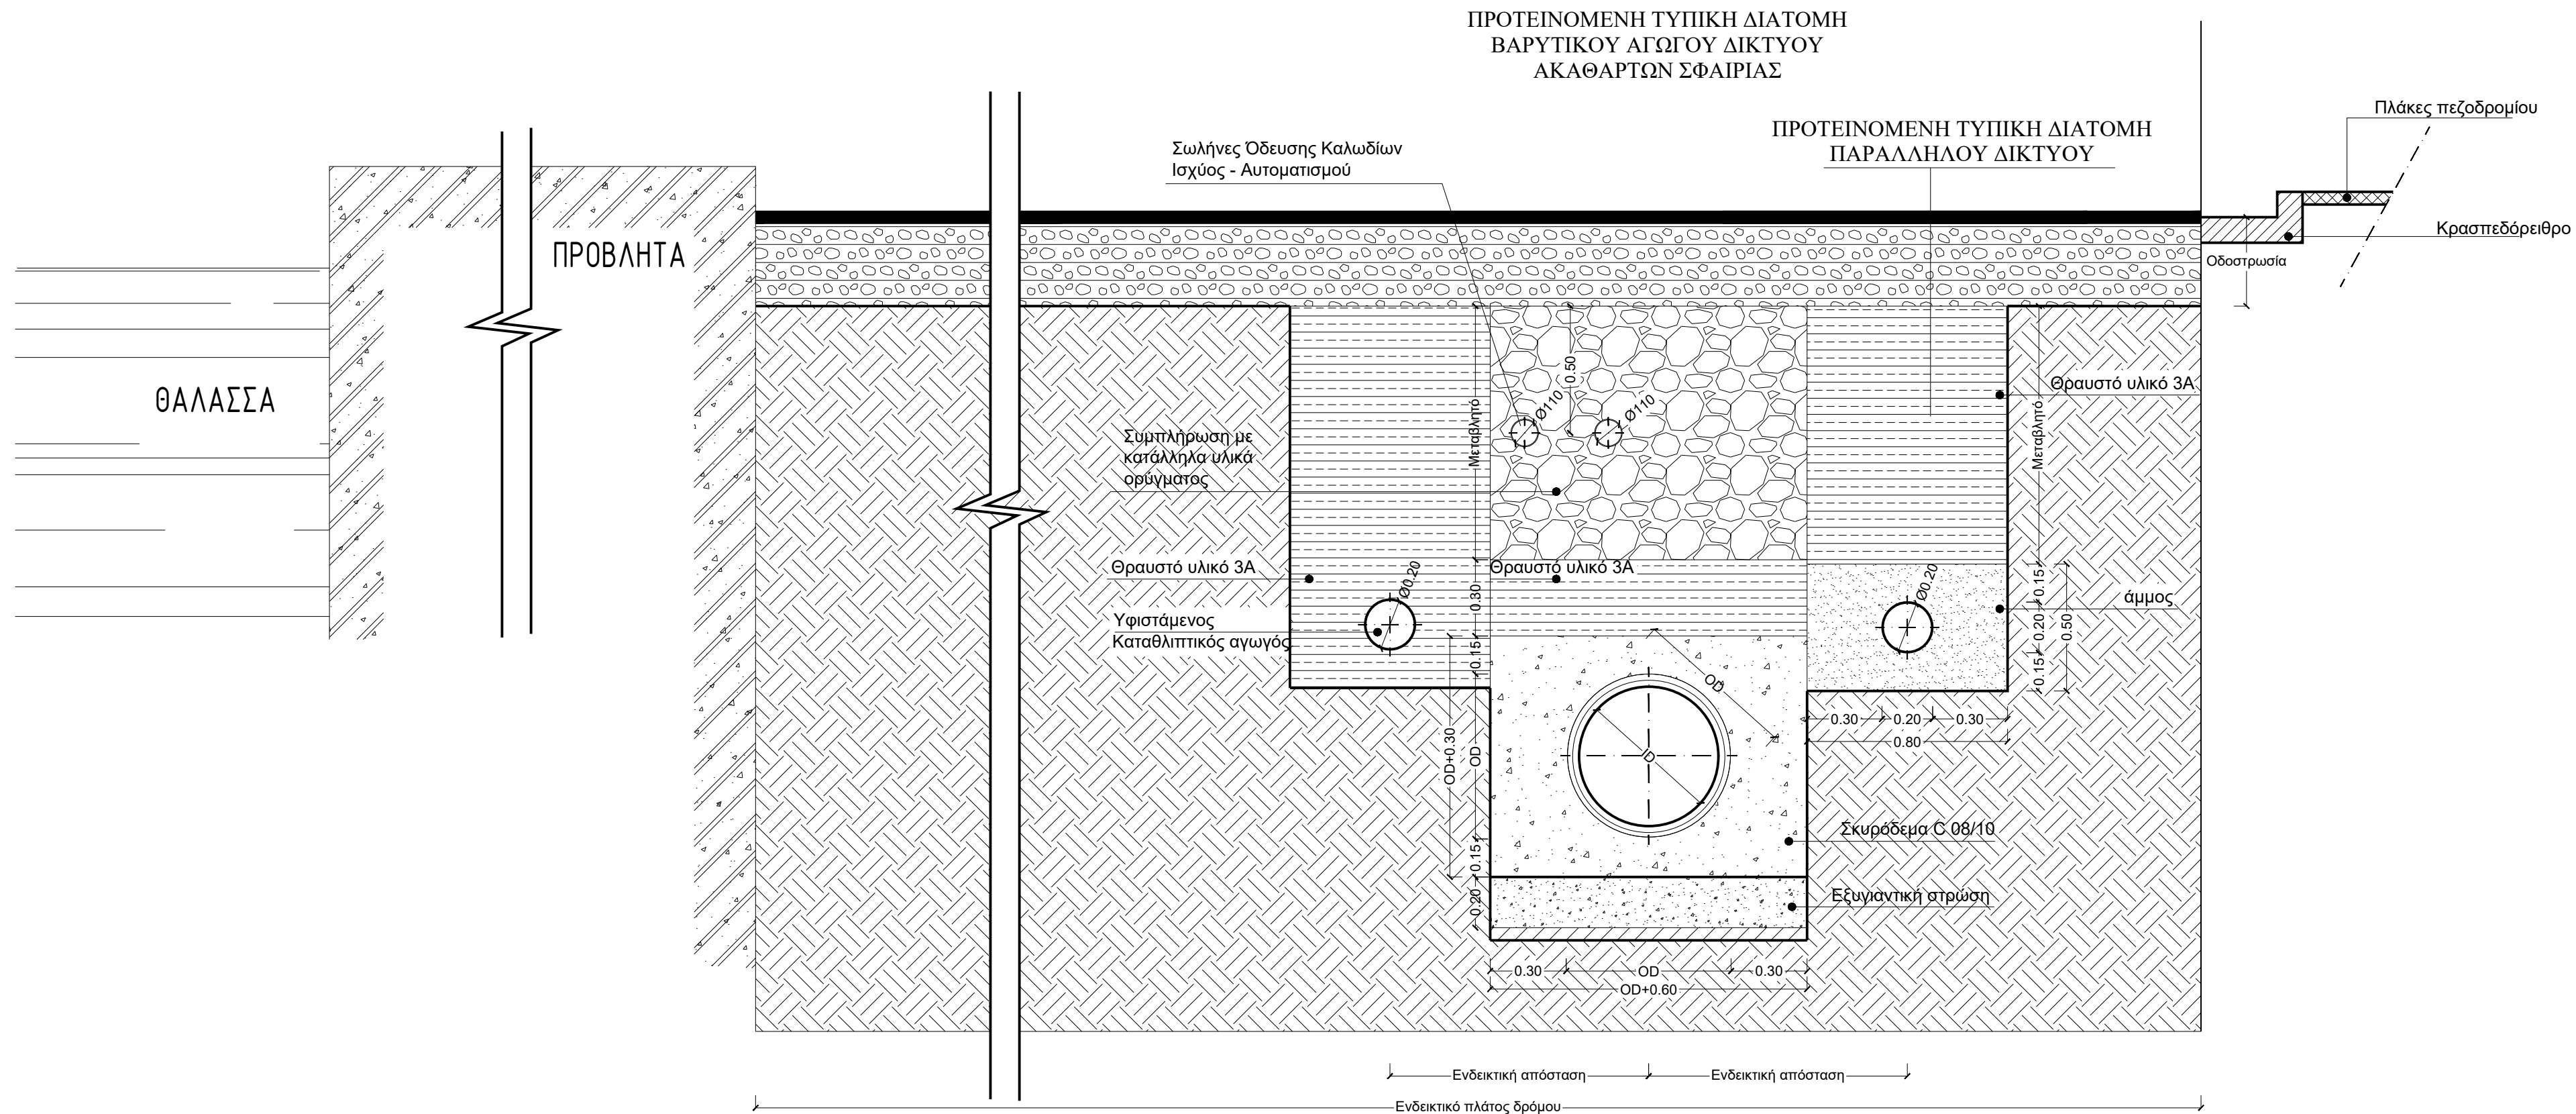 ΠΡΟΤΕΙΝΟΜΕΝΗ ΤΥΠΙΚΗ ΔΙΑΤΟΜΗ
ΒΑΡΥΤΙΚΟΥ ΑΓΩΓΟΥ ΔΙΚΤΥΟΥ
ΑΚΑΘΑΡΤΩΝ ΣΦΑΙΡΙΑΣ
Πλάκες πεζοδρομίου
ΠΡΟΤΕΙΝΟΜΕΝΗ ΤΥΠΙΚΗ ΔΙΑΤΟΜΗ
ΠΑΡΑΛΛΗΛΟΥ ΔΙΚΤΥΟΥ
Σωλήνες Όδευσης Καλωδίων
Ισχύος - Αυτοματισμού
Κρασπεδόρειθρο
ΠΡΟΒΛΗΤΑ
Οδοστρωσία
ΘΑΛΑΣΣΑ
0.50
Θραυστό υλικό 3Α
Ø110
Ø110
Μεταβλητό
Μεταβλητό
Συμπλήρωση με
κατάλληλα υλικά
ορύγματος
Θραυστό υλικό 3Α
Θραυστό υλικό 3Α
Ø0.20
Ø0.20
0.30
0.15
άμμος
Υφιστάμενος
Καταθλιπτικός αγωγός
0.20
0.50
0.15
0.15
OD
0.30
0.20
0.30
0.80
OD+0.30
OD
ID
Σκυρόδεμα C 08/10
0.15
Εξυγιαντική στρώση
0.20
0.30
OD
0.30
OD+0.60
Ενδεικτική απόσταση
Ενδεικτική απόσταση
Ενδεικτικό πλάτος δρόμου